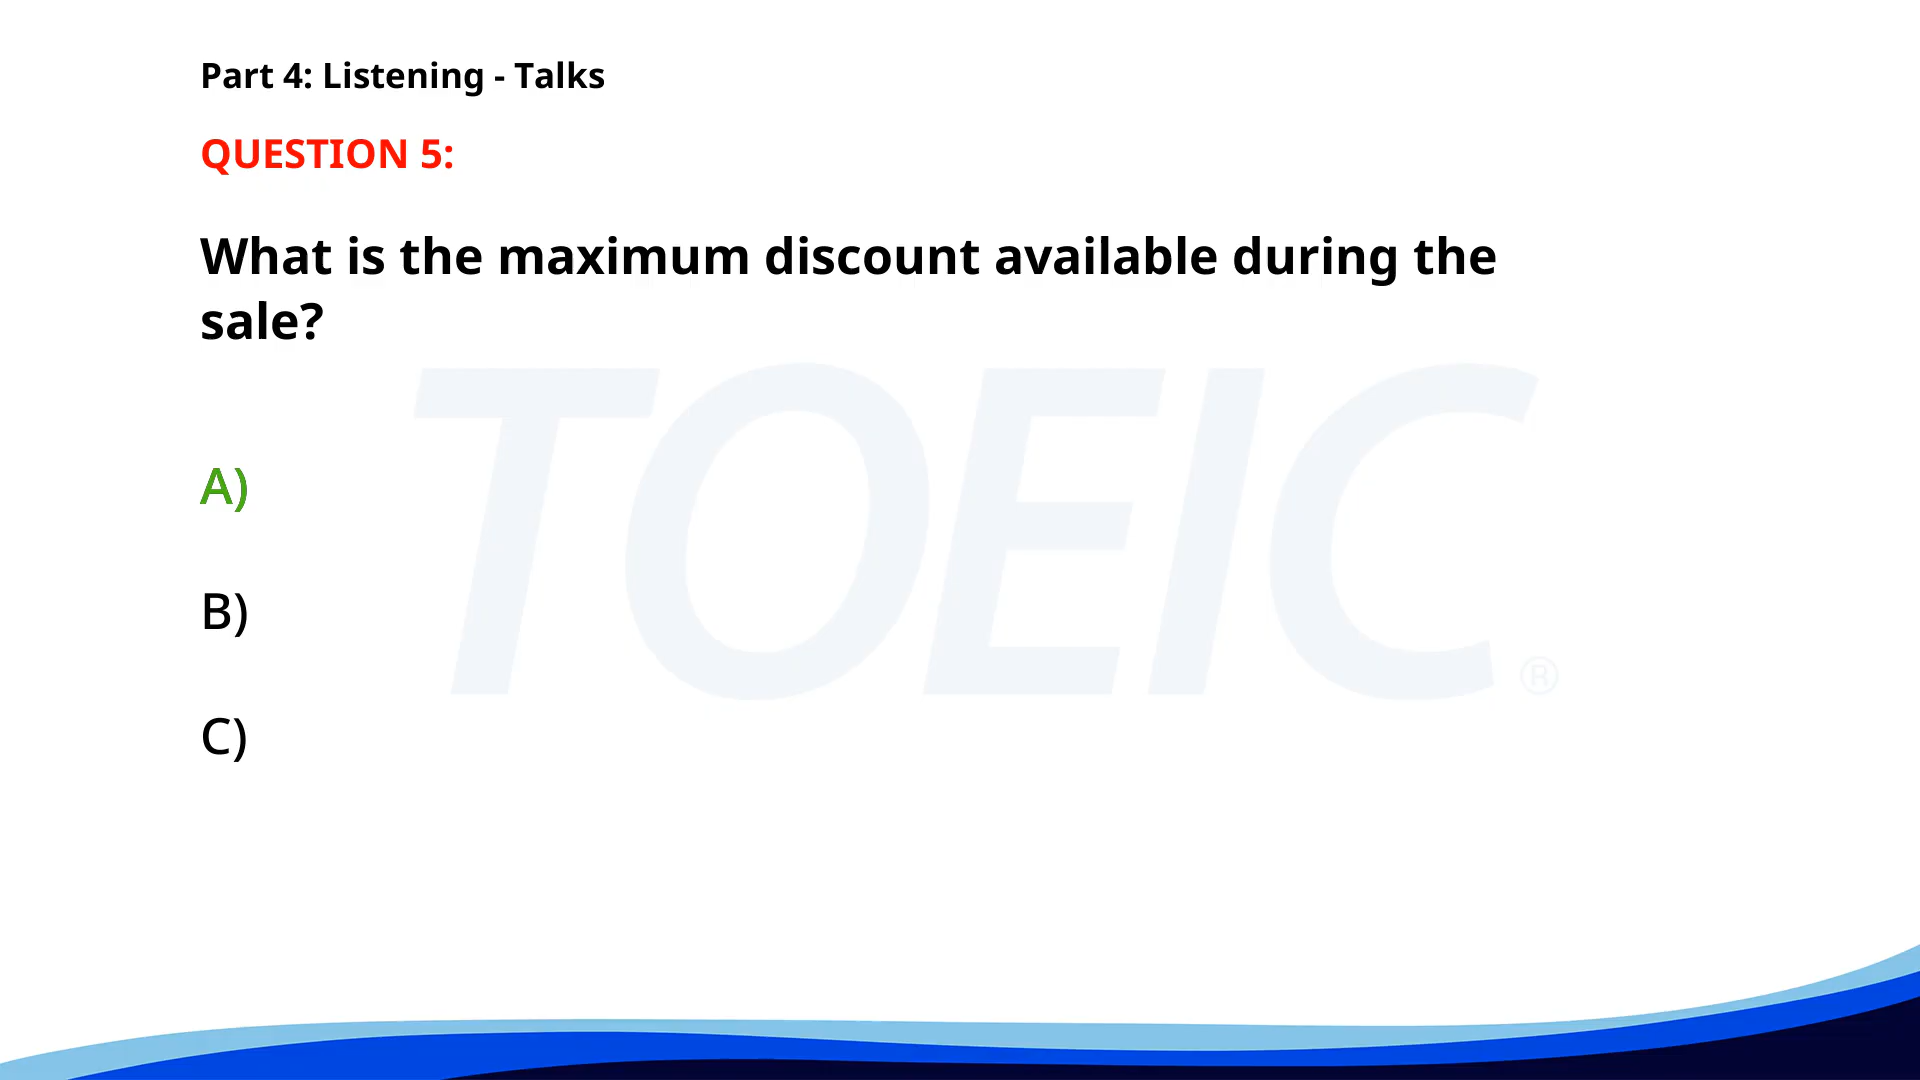 Part 4: Listening - Talks
QUESTION 5:
What is the maximum discount available during the
sale?
TOEIC®
A)
B)
C)